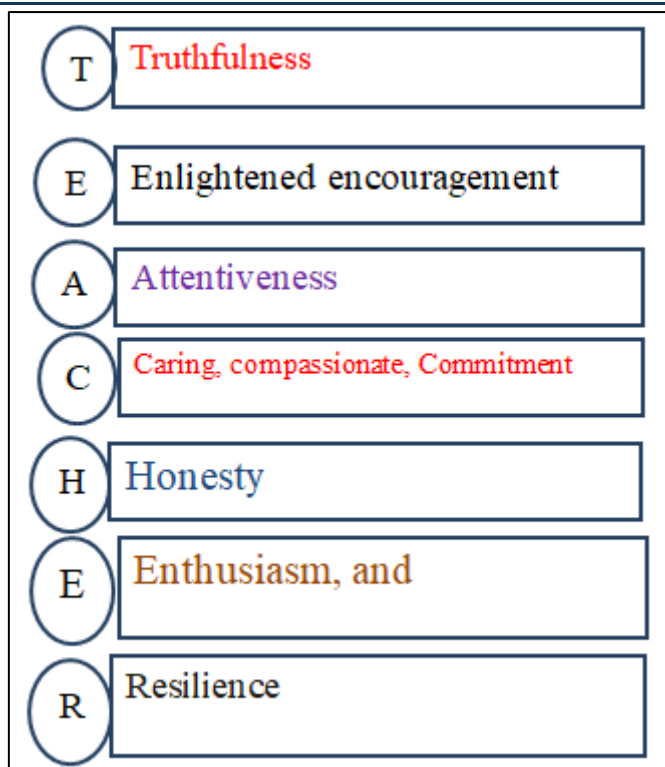 T Truthfulness
E Enlightened encouragement
A Attentiveness
C Caring, compassionate, Commitment
H Honesty
E Enthusiasm, and
R Resilience